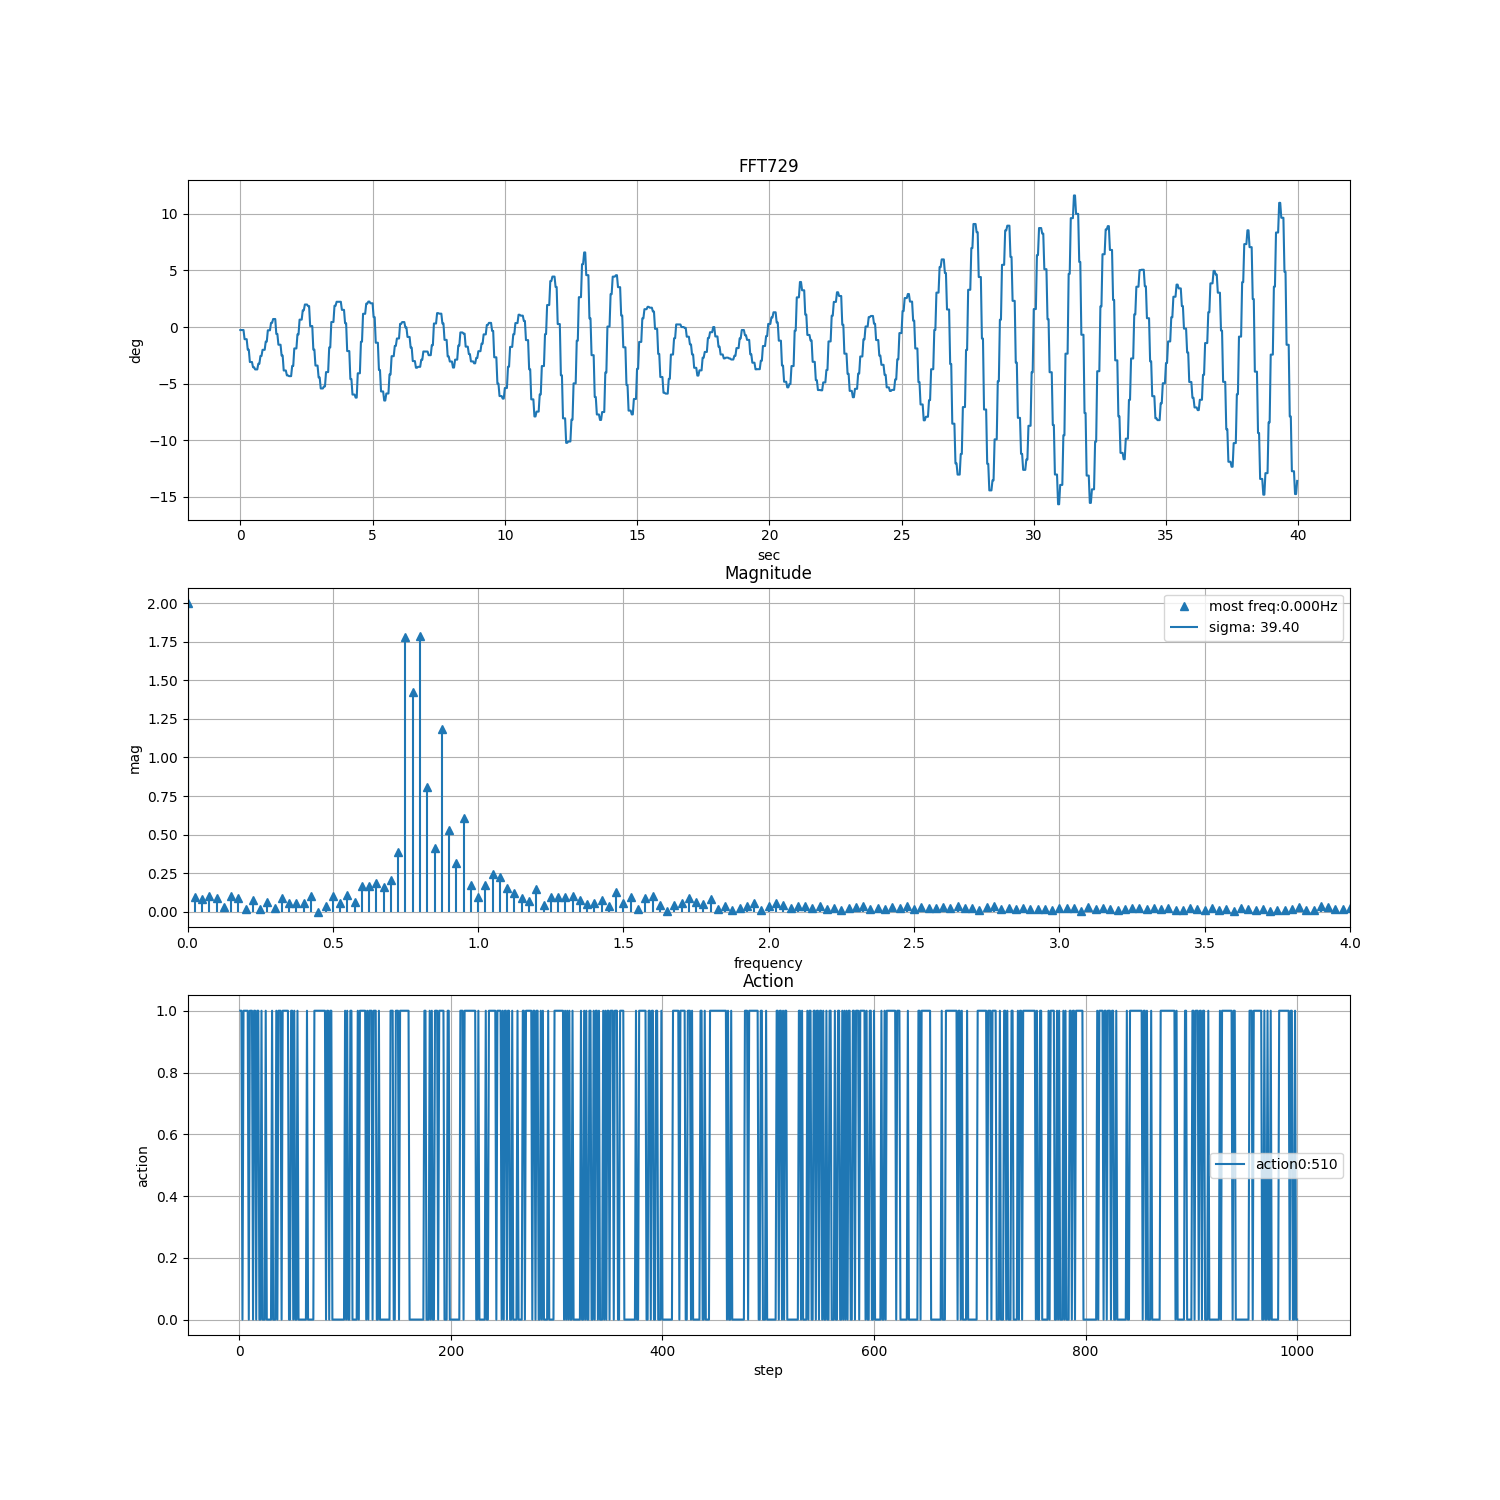 FFT729
10
5
0
−5
−10
−15
deg
0 5 10 15 20 25 30 35 40
sec
Magnitude
2.00
1.75
1.50
1.25
1.00
0.75
0.50
0.25
0.00
mag
most freq:0.000Hz
sigma: 39.40
0.0 0.5 1.0 1.5 2.0 2.5 3.0 3.5 4.0
frequency
Action
1.0
0.8
0.6
0.4
0.2
0.0
action
action0:510
0 200 400 600 800 1000
step